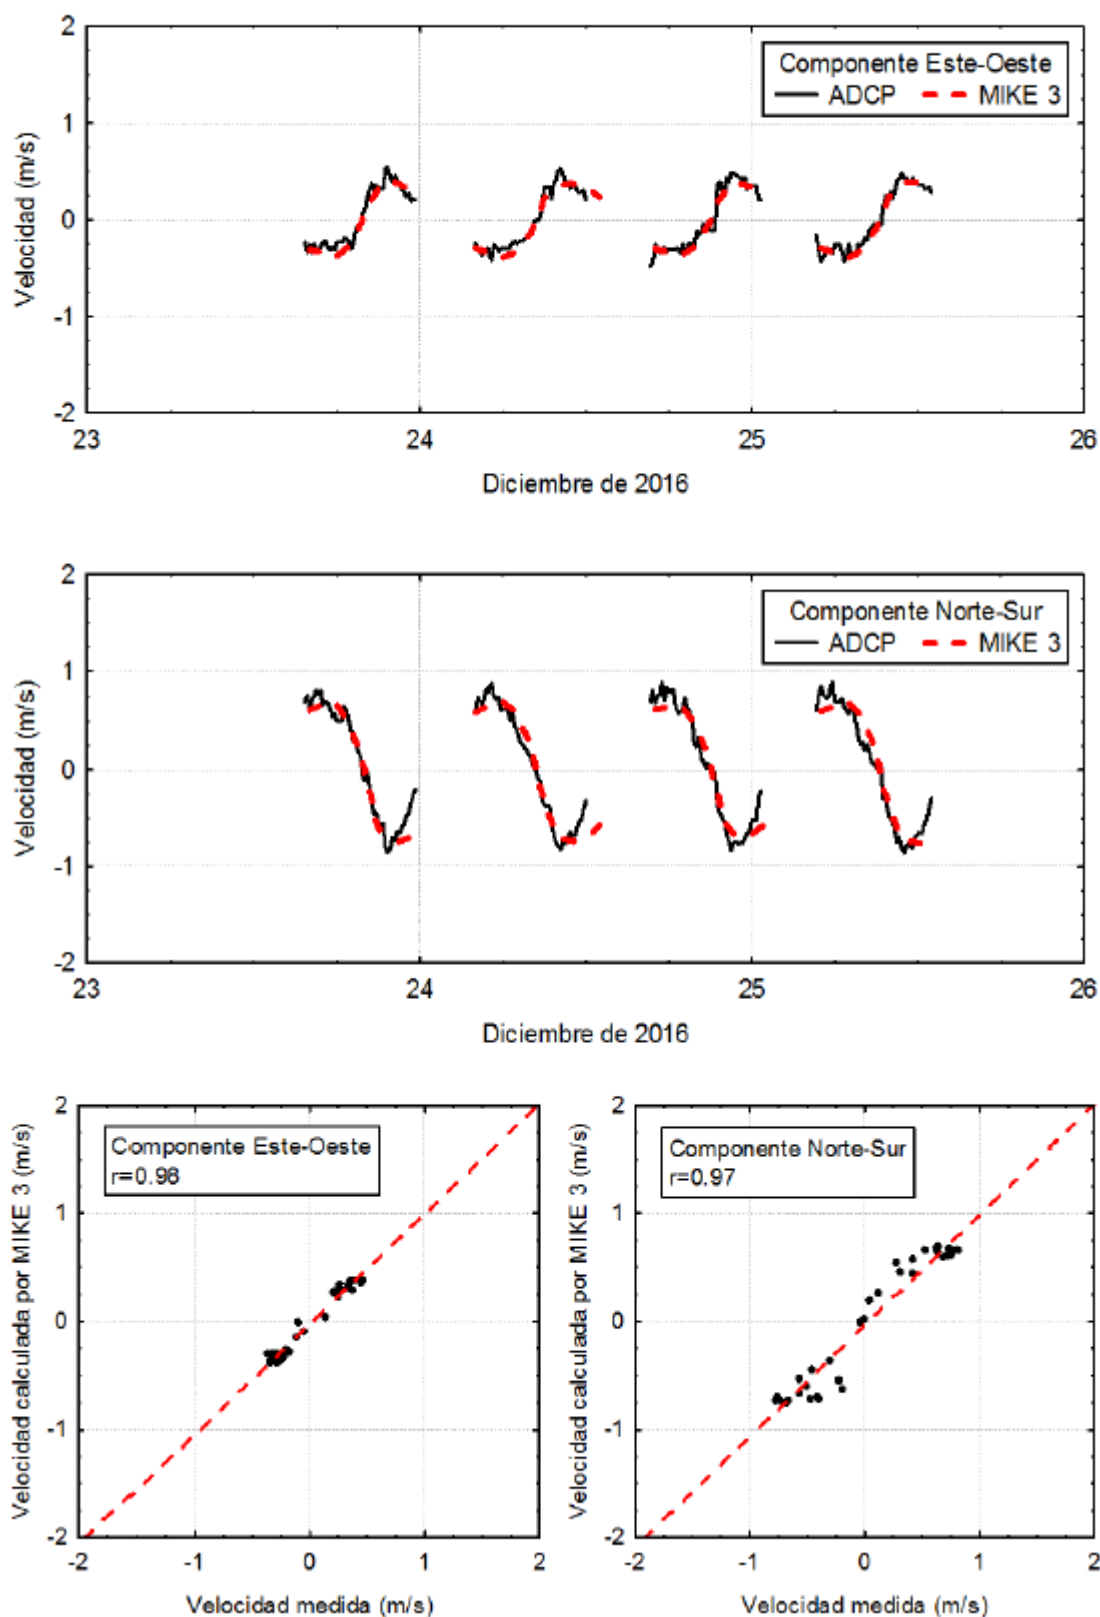 2
Componente Este-Oeste
ADCP MIKE 3
1
Velocidad (m/s)
0
-1
-2
23 24 25 26
Diciembre de 2016
2
Componente Norte-Sur
ADCP MIKE 3
1
Velocidad (m/s)
0
-1
-2
23 24 25 26
Diciembre de 2016
2
Componente Este-Oeste
r=0.98
1
Velocidad calculada por MIKE 3 (m/s)
0
-1
-2
-2 -1 0 1 2
Velocidad medida (m/s)
2
Componente Norte-Sur
r=0.97
1
Velocidad calculada por MIKE 3 (m/s)
0
-1
-2
-2 -1 0 1 2
Velocidad medida (m/s)